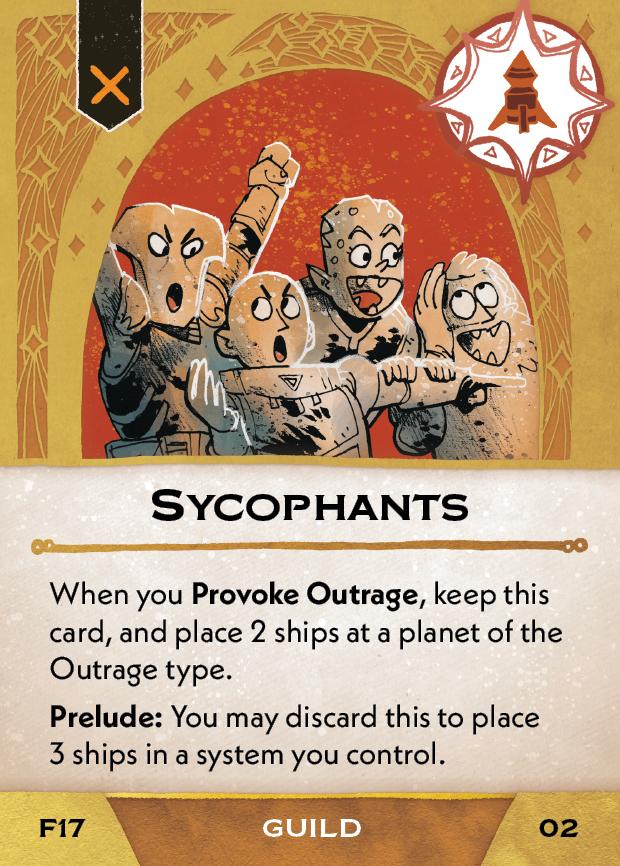 SYCOPHANTS
When you Provoke Outrage, keep this
card, and place 2 ships at a planet of the
Outrage type.
Prelude: You may discard this to place
3 ships in a system you control.
F17 GUILD 02